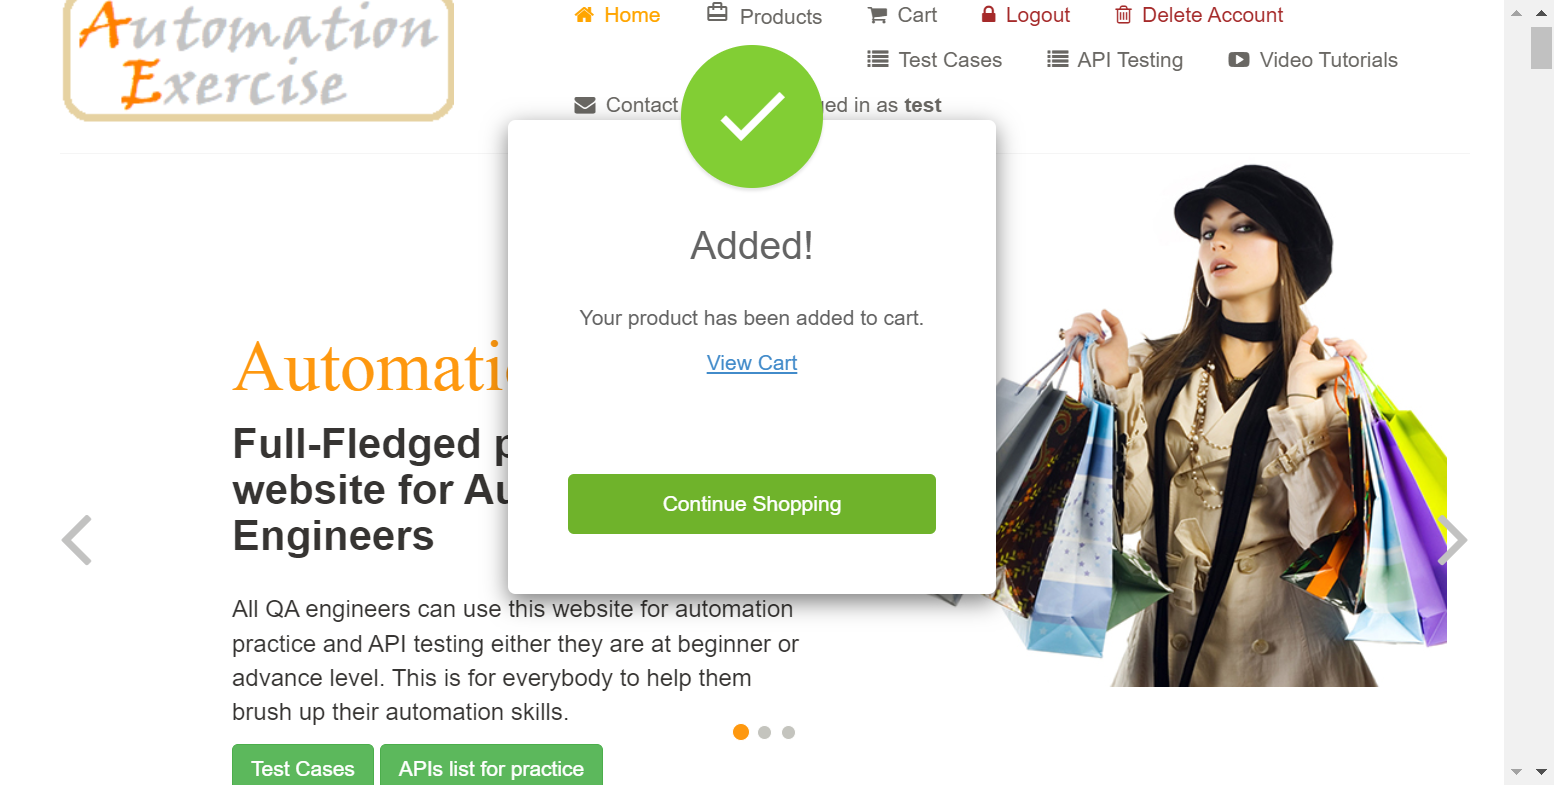 Automation
Exercise
Home
Products
Cart
Logout
Delete Account
Test Cases
API Testing
Video Tutorials
Contact
ged in as test
Added!
Your product has been added to cart.
View Cart
Continue Shopping
Automati
Full-Fledged p
website for Au
Engineers
All QA engineers can use this website for automation
practice and API testing either they are at beginner or
advance level. This is for everybody to help them
brush up their automation skills.
Test Cases
APIs list for practice